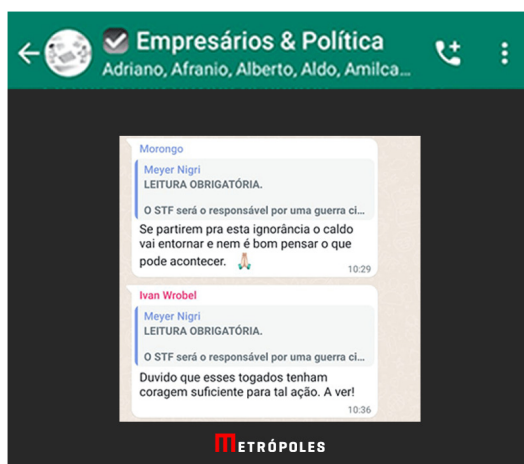 Empresários & Política
Adriano, Afranio, Alberto, Aldo, Amilca...
Morongo
Meyer Nigri
LEITURA OBRIGATÓRIA.
O STF será o responsável por uma guerra ci...
Se partirem pra esta ignorância o caldo
vai entornar e nem é bom pensar o que
pode acontecer. 🙏🏻
10:29
Ivan Wrobel
Meyer Nigri
LEITURA OBRIGATÓRIA.
O STF será o responsável por uma guerra ci...
Duvido que esses togados tenham
coragem suficiente para tal ação. A ver!
10:36
METRÓPOLES